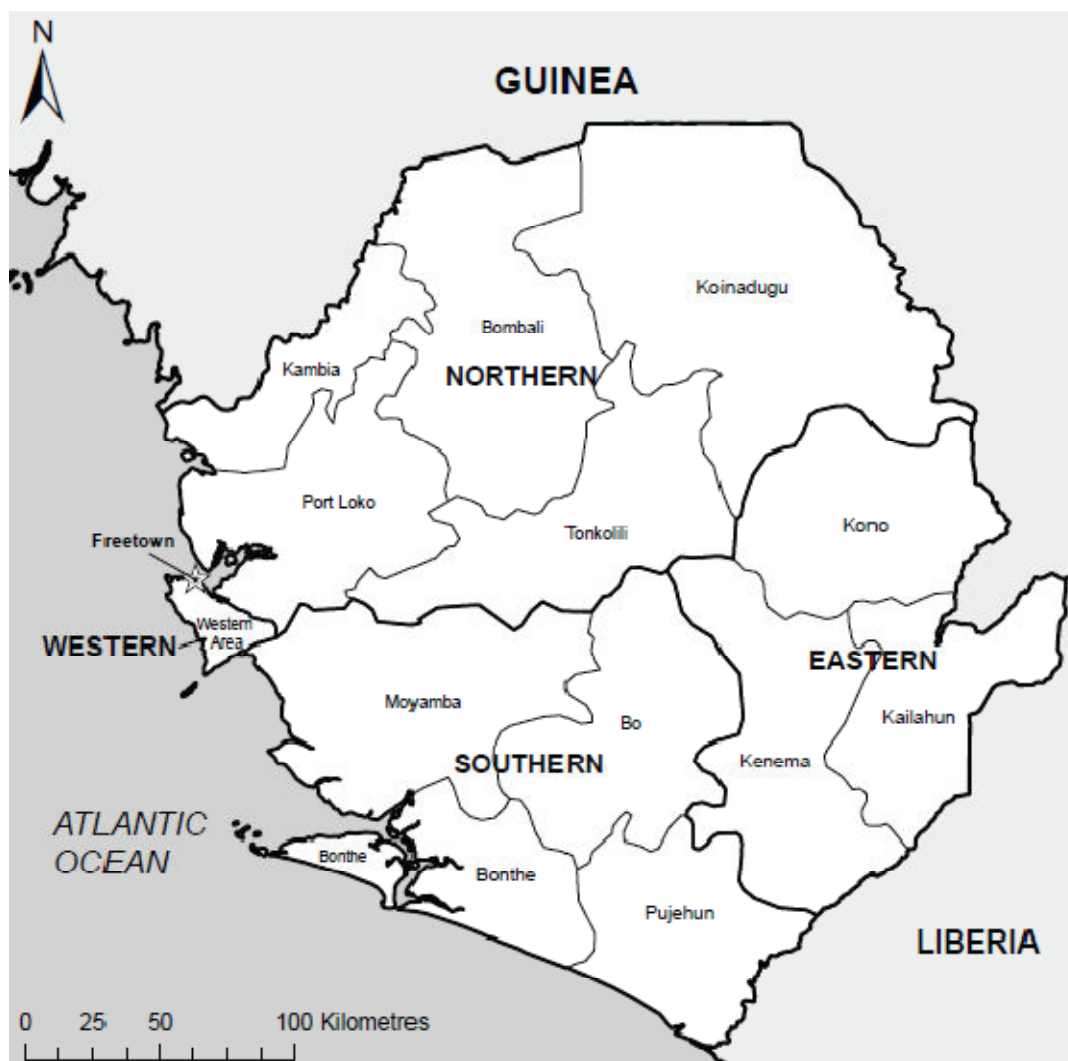 N
GUINEA
Koinadugu
Bombali
Kambia
NORTHERN
Port Loko
Kono
Tonkolili
Freetown
Western
Area
WESTERN
EASTERN
Moyamba
Kailahun
Bo
SOUTHERN
Kenema
ATLANTIC
OCEAN
Bonthe
Bonthe
Pujehun
LIBERIA
0 25 50 100 Kilometres